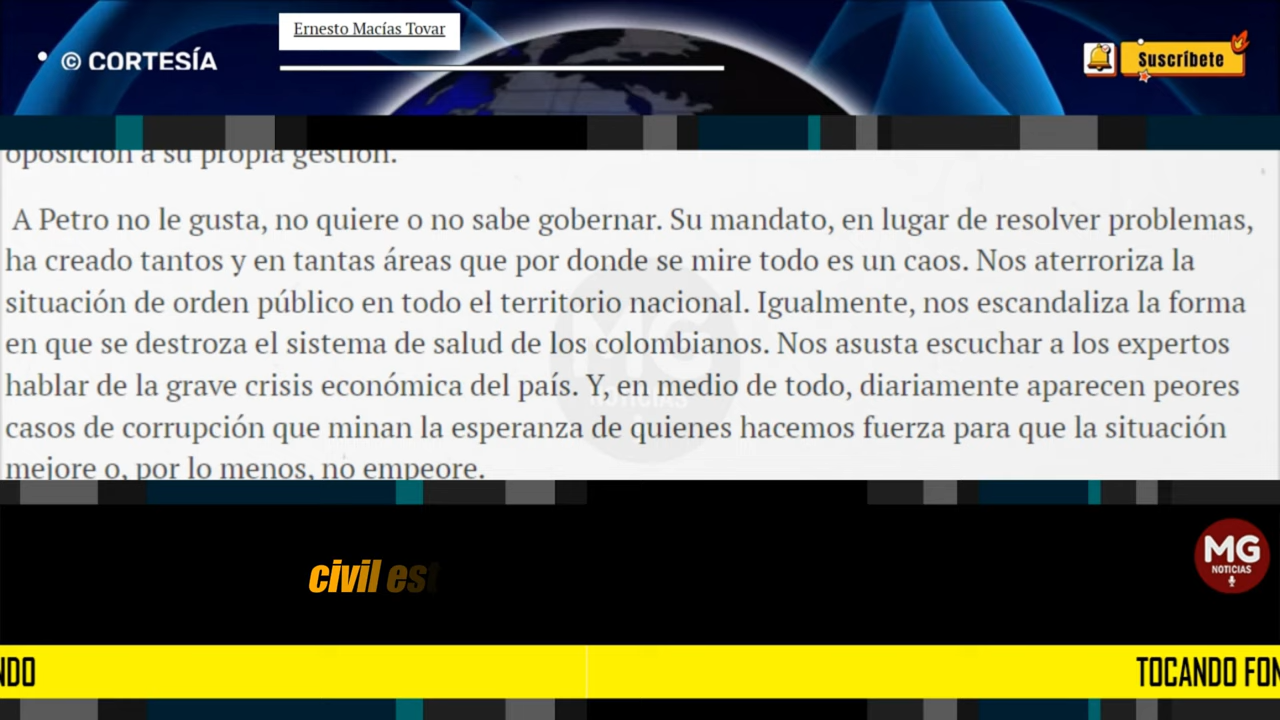 Ernesto Macías Tovar
© CORTESÍA
Suscríbete
oposición a su propia gestión.
A Petro no le gusta, no quiere o no sabe gobernar. Su mandato, en lugar de resolver problemas,
ha creado tantos y en tantas áreas que por donde se mire todo es un caos. Nos aterroriza la
situación de orden público en todo el territorio nacional. Igualmente, nos escandaliza la forma
en que se destroza el sistema de salud de los colombianos. Nos asusta escuchar a los expertos
hablar de la grave crisis económica del país. Y, en medio de todo, diariamente aparecen peores
casos de corrupción que minan la esperanza de quienes hacemos fuerza para que la situación
mejore o, por lo menos, no empeore.
MG
NOTICIAS
civil est
MG
NOTICIAS
NDO
TOCANDO FON